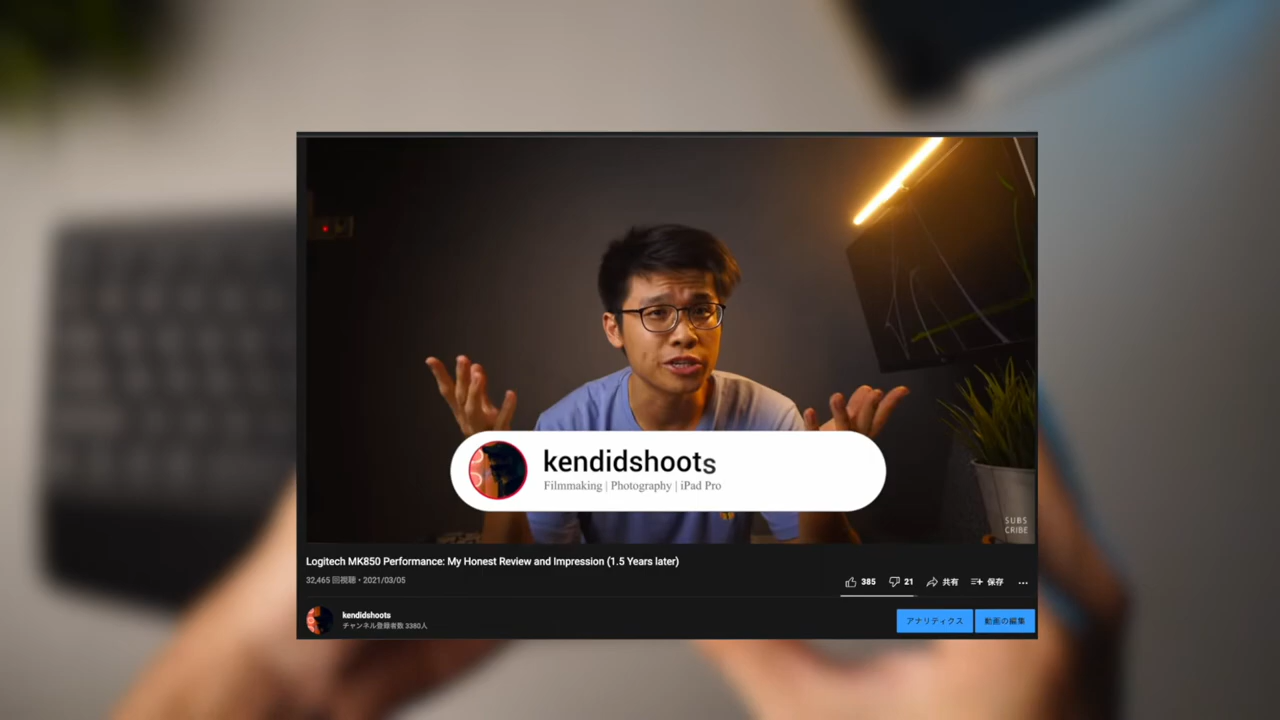 kendidshoots
Filmmaking | Photography | iPad Pro
SUBS
CRIBE
Logitech MK850 Performance: My Honest Review and Impression (1.5 Years later)
32,465 回視聴・2021/03/05
385 21 共有 保存
kendidshoots
チャンネル登録者数 3380人
アナリティクス 動画の編集